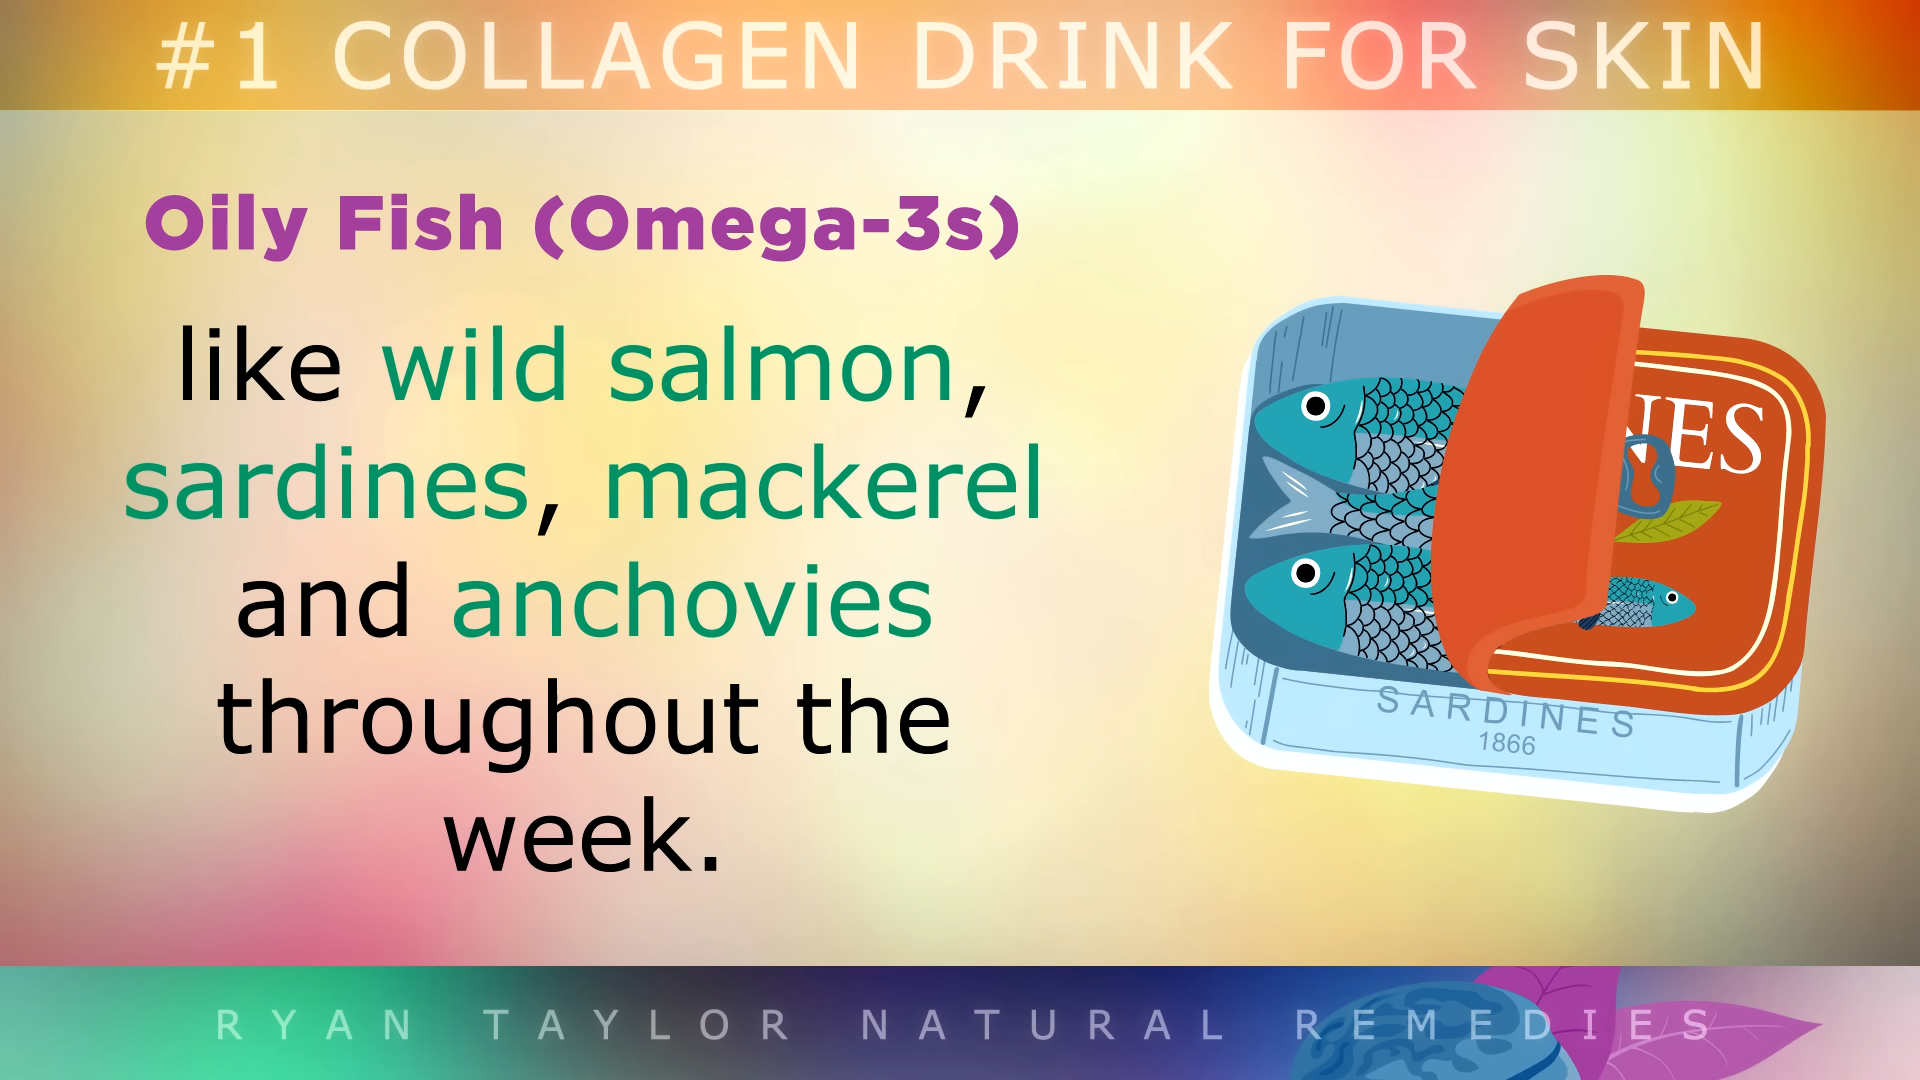 #1 COLLAGEN DRINK FOR SKIN
Oily Fish (Omega-3s)
like wild salmon,
sardines, mackerel
and anchovies
throughout the
week.
NES
SARDINES
1866
RYAN TAYLOR NATURAL REMEDIES